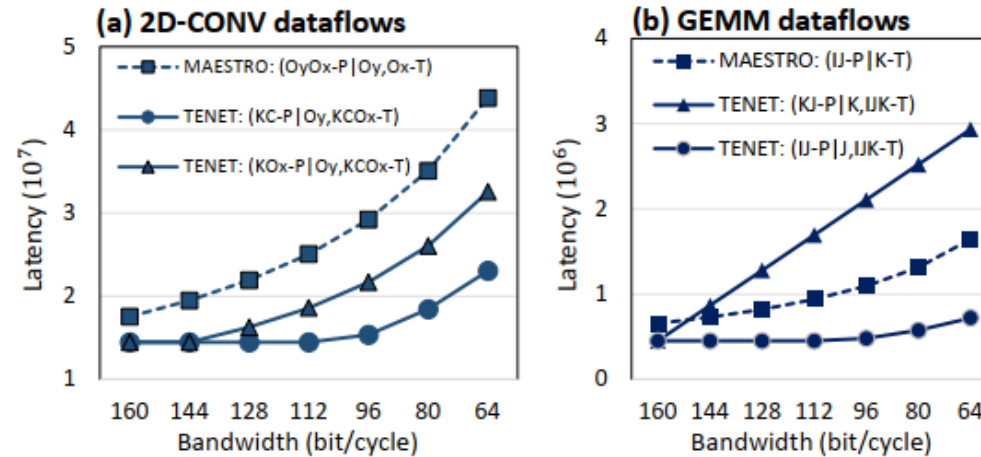 (a) 2D-CONV dataflows
5
4
3
2
1
Latency (10⁷)
MAESTRO: (OyOx-P|Oy,Ox-T)
TENET: (KC-P|Oy,KCOx-T)
TENET: (KOx-P|Oy,KCOx-T)
160 144 128 112 96 80 64
Bandwidth (bit/cycle)
(b) GEMM dataflows
4
3
2
1
0
Latency (10⁶)
MAESTRO: (IJ-P|K-T)
TENET: (KJ-P|K,IJK-T)
TENET: (IJ-P|J,IJK-T)
160 144 128 112 96 80 64
Bandwidth (bit/cycle)